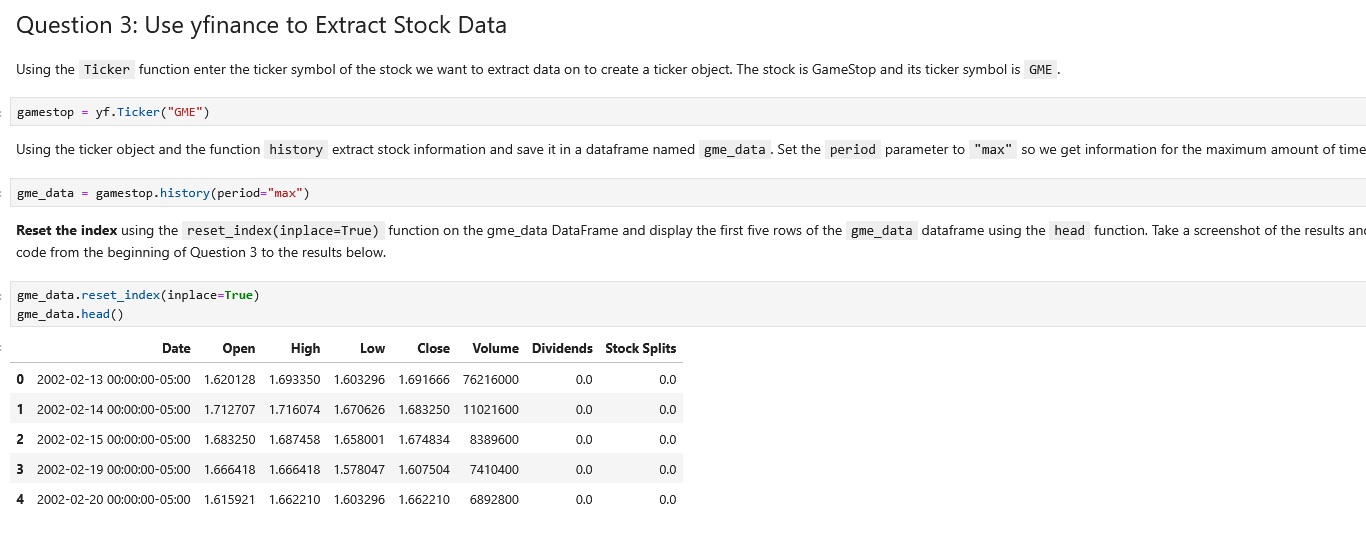 Question 3: Use yfinance to Extract Stock Data
Using the Ticker function enter the ticker symbol of the stock we want to extract data on to create a ticker object. The stock is GameStop and its ticker symbol is GME .
gamestop = yf.Ticker("GME")
Using the ticker object and the function history extract stock information and save it in a dataframe named gme_data . Set the period parameter to "max" so we get information for the maximum amount of time
gme_data = gamestop.history(period="max")
Reset the index using the reset_index(inplace=True) function on the gme_data DataFrame and display the first five rows of the gme_data dataframe using the head function. Take a screenshot of the results and
code from the beginning of Question 3 to the results below.
gme_data.reset_index(inplace=True)
gme_data.head()
Date Open High Low Close Volume Dividends Stock Splits
0 2002-02-13 00:00:00-05:00 1.620128 1.693350 1.603296 1.691666 76216000 0.0 0.0
1 2002-02-14 00:00:00-05:00 1.712707 1.716074 1.670626 1.683250 11021600 0.0 0.0
2 2002-02-15 00:00:00-05:00 1.683250 1.687458 1.658001 1.674834 8389600 0.0 0.0
3 2002-02-19 00:00:00-05:00 1.666418 1.666418 1.578047 1.607504 7410400 0.0 0.0
4 2002-02-20 00:00:00-05:00 1.615921 1.662210 1.603296 1.662210 6892800 0.0 0.0